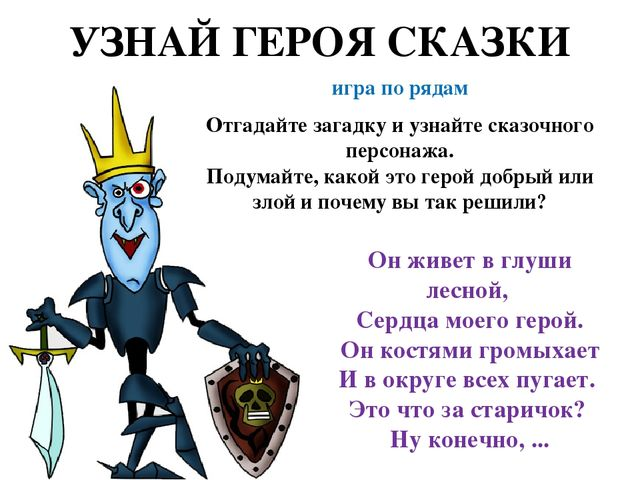 УЗНАЙ ГЕРОЯ СКАЗКИ
игра по рядам
Отгадайте загадку и узнайте сказочного
персонажа.
Подумайте, какой это герой добрый или
злой и почему вы так решили?
Он живет в глуши
лесной,
Сердца моего герой.
Он костями громыхает
И в округе всех пугает.
Это что за старичок?
Ну конечно, ...